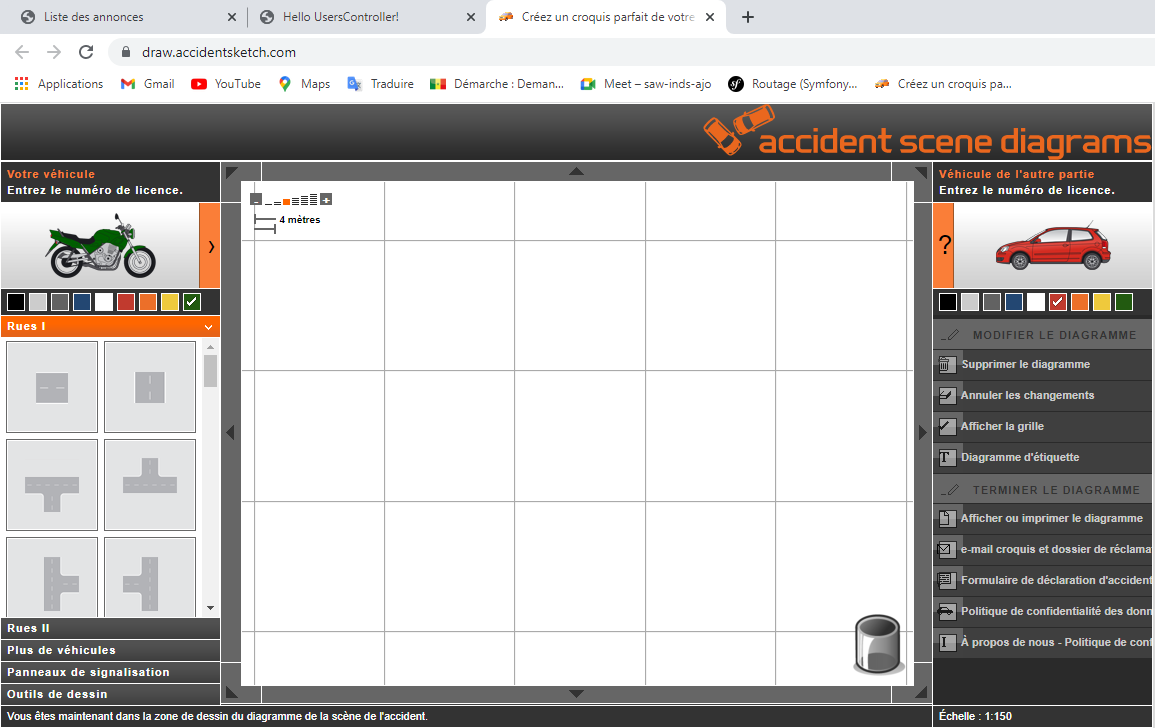 Liste des annonces
Hello UsersController!
Créez un croquis parfait de votre
draw.accidentsketch.com
Applications
Gmail
YouTube
Maps
Traduire
Démarche : Deman...
Meet – saw-inds-ajo
Routage (Symfony...
Créez un croquis pa...
accident scene diagrams
Votre véhicule
Entrez le numéro de licence.
Rues I
Rues II
Plus de véhicules
Panneaux de signalisation
Outils de dessin
4 mètres
Véhicule de l'autre partie
Entrez le numéro de licence.
?
MODIFIER LE DIAGRAMME
Supprimer le diagramme
Annuler les changements
Afficher la grille
T Diagramme d'étiquette
TERMINER LE DIAGRAMME
Afficher ou imprimer le diagramme
e-mail croquis et dossier de réclama
Formulaire de déclaration d'accident
Politique de confidentialité des donn
I À propos de nous - Politique de conf
Vous êtes maintenant dans la zone de dessin du diagramme de la scène de l'accident.
Échelle : 1:150